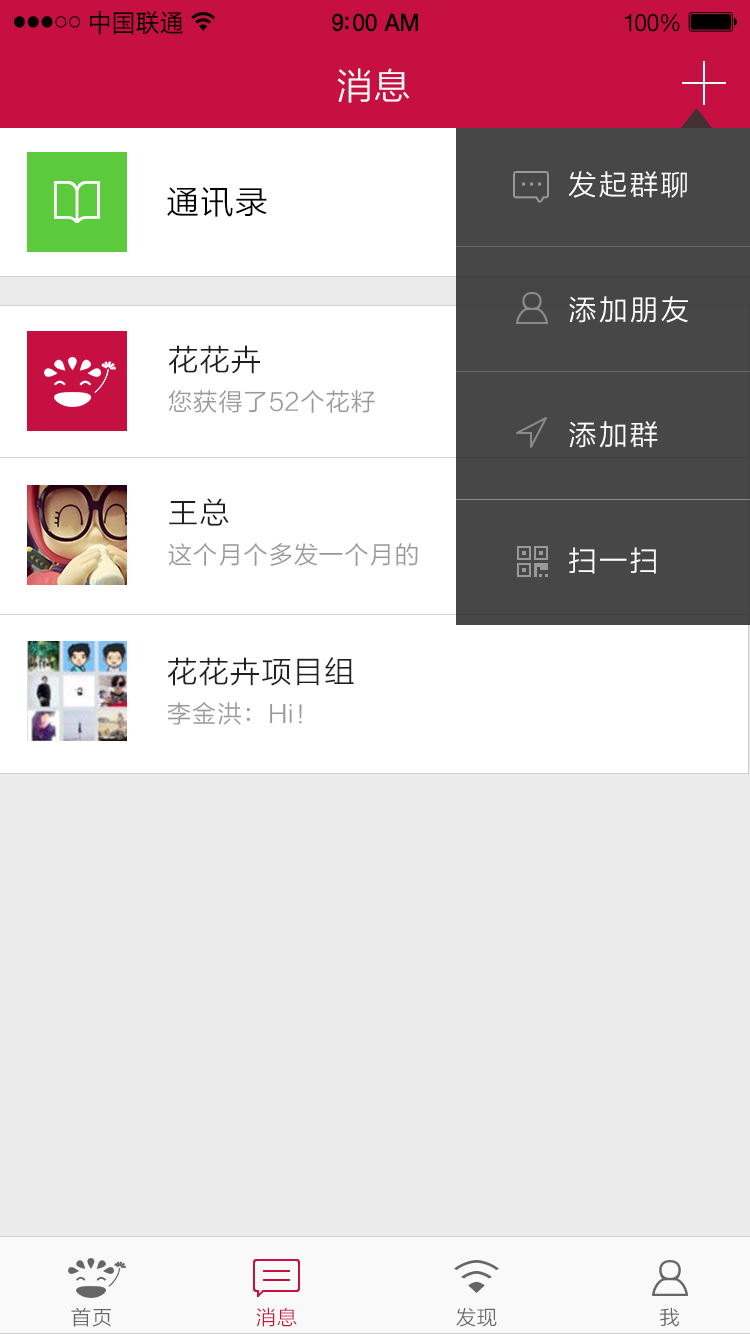 中国联通 9:00 AM 100%
消息
通讯录
发起群聊
添加朋友
花花卉
您获得了52个花籽
添加群
王总
这个月个多发一个月的
扫一扫
花花卉项目组
李金洪：Hi！
首页 消息 发现 我